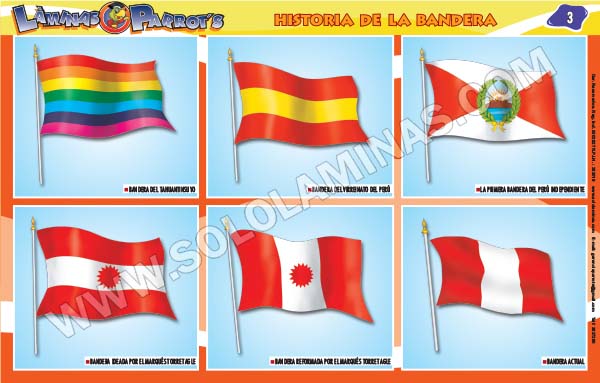 LÁMINAS PARROT'S
HISTORIA DE LA BANDERA
3
BANDERA DEL TAHUANTINSUYO
BANDERA DEL VIRREINATO DEL PERÚ
LA PRIMERA BANDERA DEL PERÚ INDEPENDIENTE
BANDERA IDEADA POR EL MARQUÉS TORRE TAGLE
BANDERA REFORMADA POR EL MARQUÉS TORRE TAGLE
BANDERA ACTUAL
WWW.SOLOLAMINAS.COM